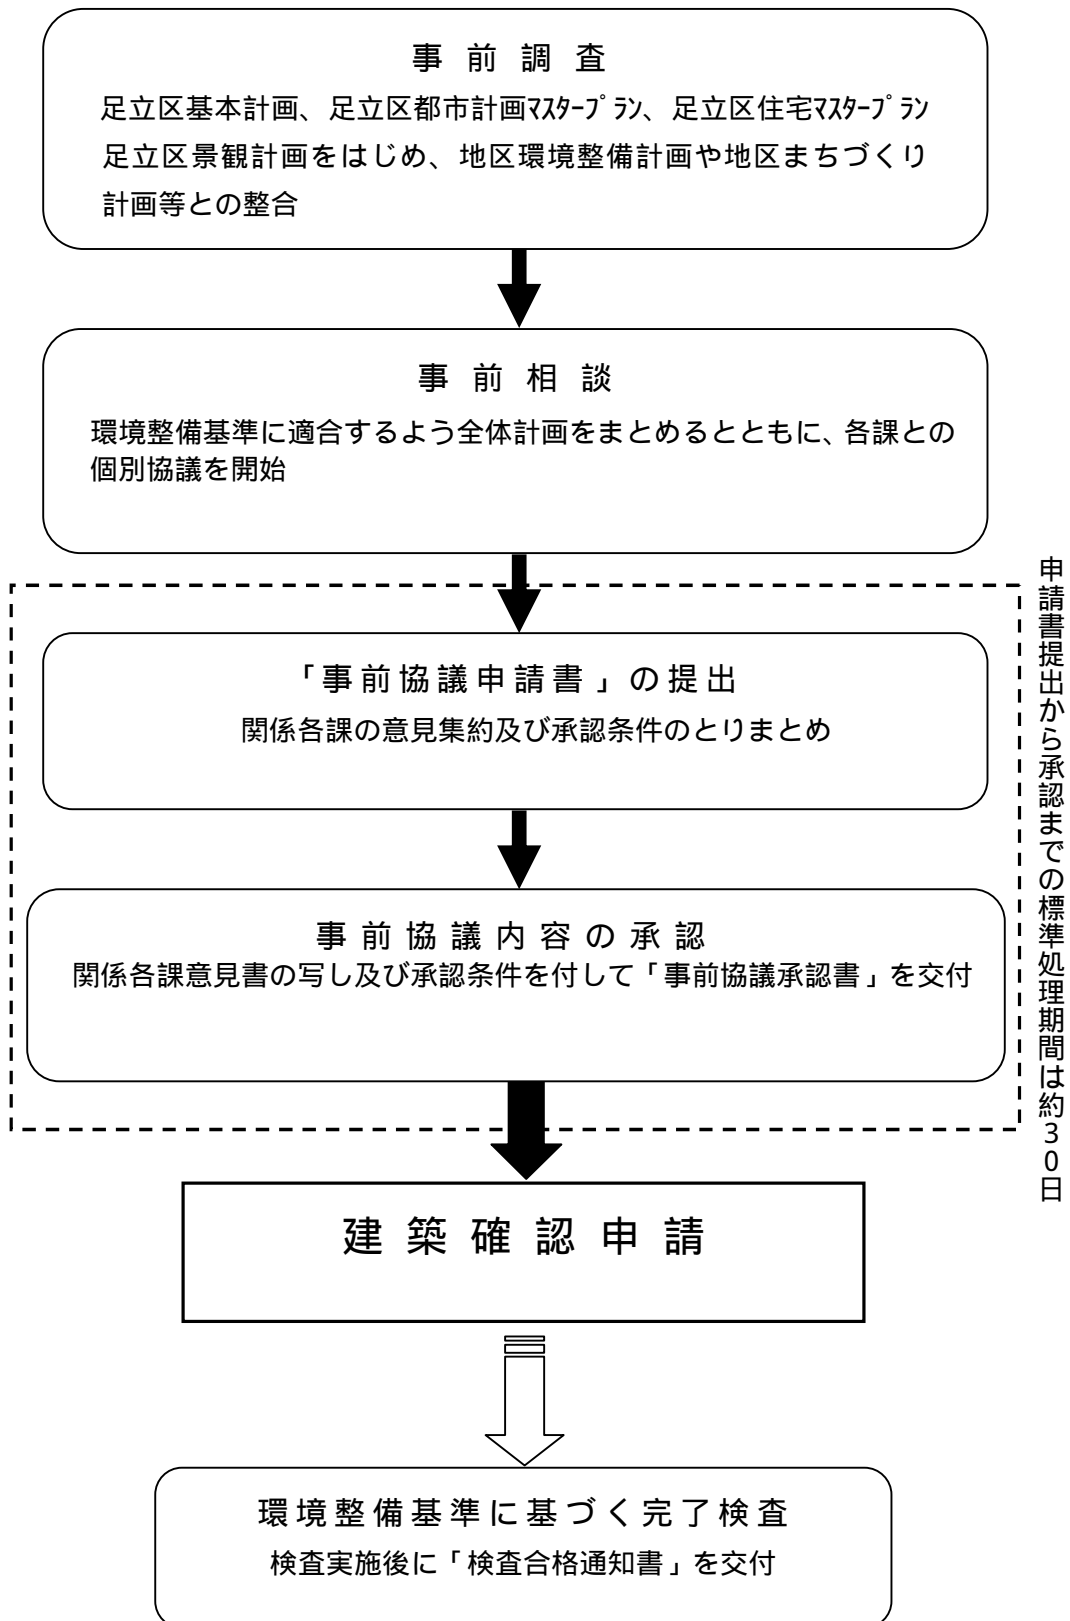 事前調査
足立区基本計画、足立区都市計画ﾏｽﾀｰﾌﾟﾗﾝ、足立区住宅ﾏｽﾀｰﾌﾟﾗﾝ
足立区景観計画をはじめ、地区環境整備計画や地区まちづくり
計画等との整合
事前相談
環境整備基準に適合するよう全体計画をまとめるとともに、各課との
個別協議を開始
「事前協議申請書」の提出
関係各課の意見集約及び承認条件のとりまとめ
事前協議内容の承認
関係各課意見書の写し及び承認条件を付して「事前協議承認書」を交付
申請書提出から承認までの標準処理期間は約30日
建築確認申請
環境整備基準に基づく完了検査
検査実施後に「検査合格通知書」を交付